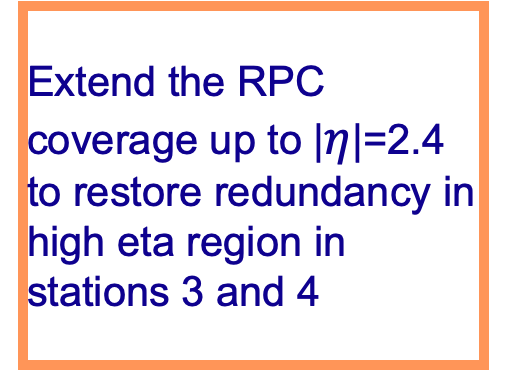 Extend the RPC
coverage up to |η|=2.4
to restore redundancy in
high eta region in
stations 3 and 4